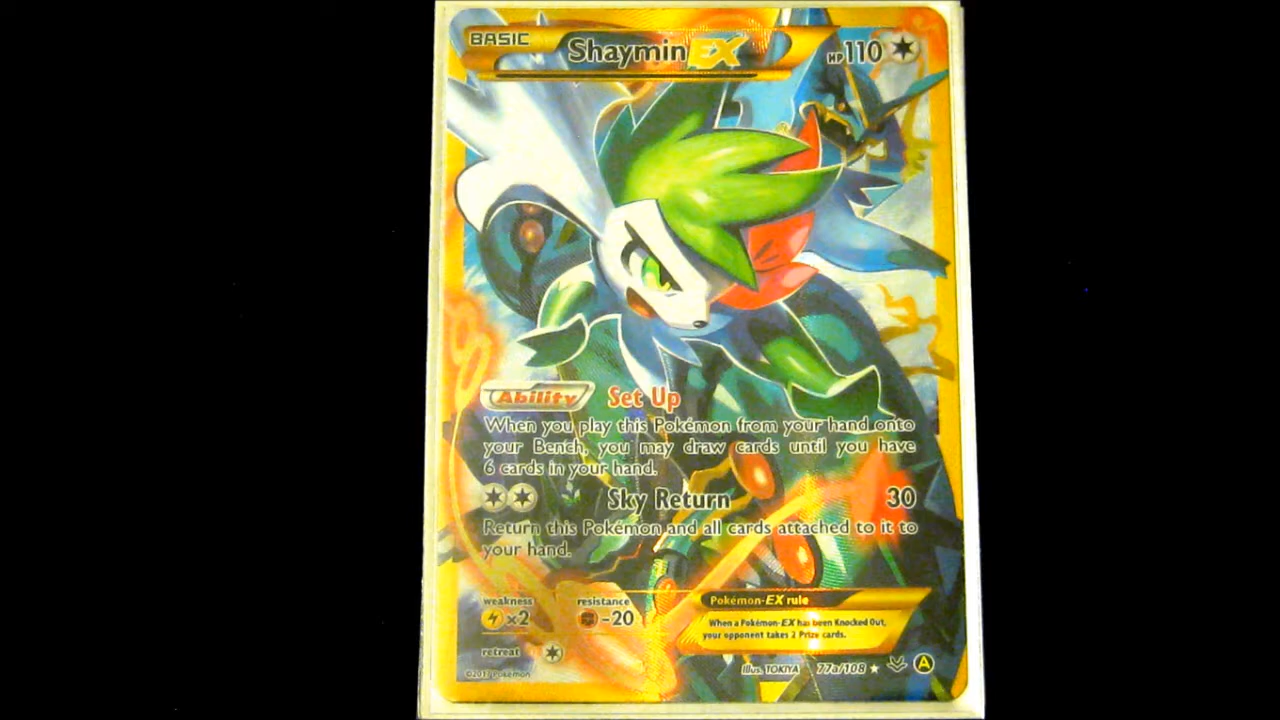 BASIC Shaymin EX HP110
Ability Set Up
When you play this Pokémon from your hand onto
your Bench, you may draw cards until you have
6 cards in your hand.
Sky Return 30
Return this Pokémon and all cards attached to it to
your hand.
weakness resistance
×2 -20
retreat
Pokémon-EX rule
When a Pokémon-EX has been Knocked Out,
your opponent takes 2 Prize cards.
Illus. TOKIYA 77a/108 ★ A
Pokémon